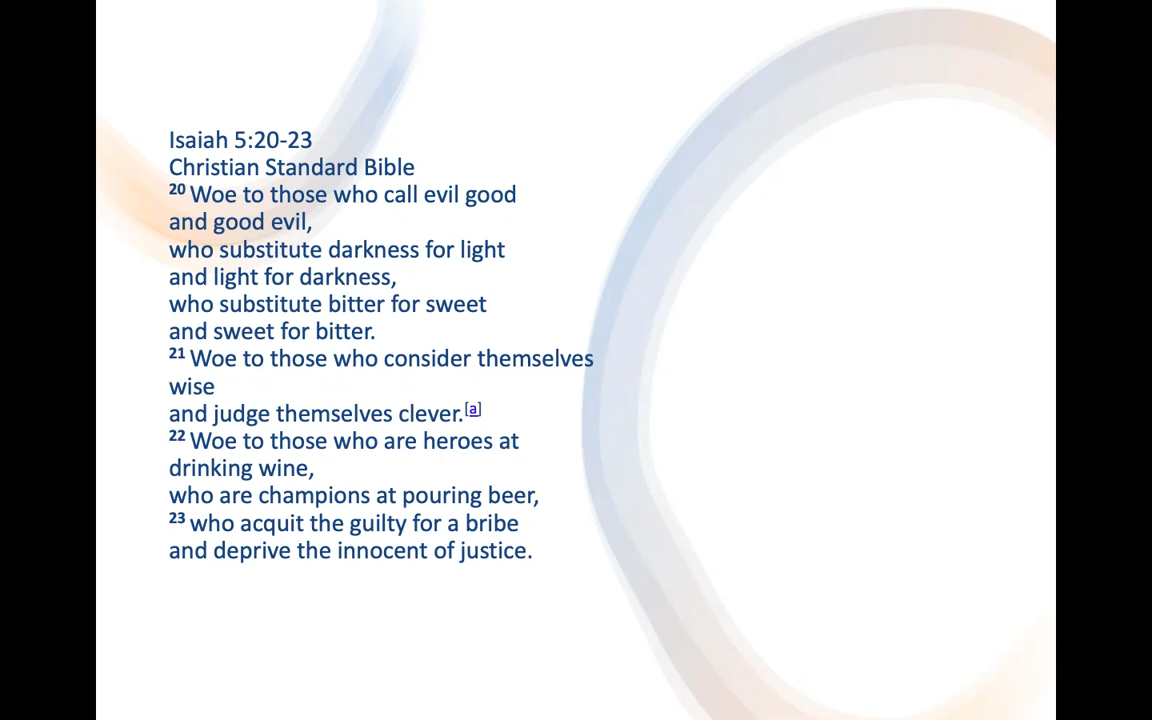 Isaiah 5:20-23
Christian Standard Bible
20 Woe to those who call evil good
and good evil,
who substitute darkness for light
and light for darkness,
who substitute bitter for sweet
and sweet for bitter.
21 Woe to those who consider themselves
wise
and judge themselves clever.[a]
22 Woe to those who are heroes at
drinking wine,
who are champions at pouring beer,
23 who acquit the guilty for a bribe
and deprive the innocent of justice.